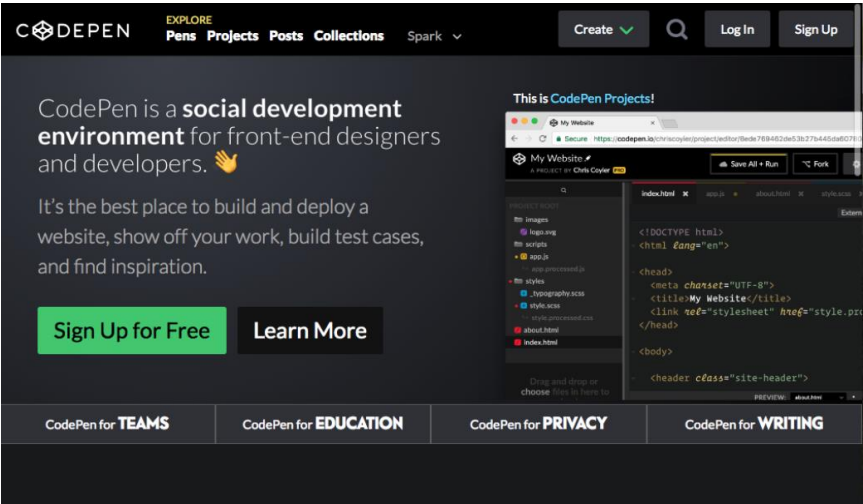 CODEPEN
EXPLORE
Pens Projects Posts Collections Spark
Create
Log In
Sign Up
CodePen is a social development
environment for front-end designers
and developers. 👋
It's the best place to build and deploy a
website, show off your work, build test cases,
and find inspiration.
Sign Up for Free
Learn More
This is CodePen Projects!
My Website
Secure
My Website
A PROJECT BY Chris Coyier PRO
Save All + Run
Fork
PROJECT ROOT
images
logo.svg
scripts
app.js
app.processed.js
styles
_typography.scss
style.scss
style.processed.css
about.html
index.html
Drag and drop or
choose files in here to
index.html app.js about.html style.scss
<!DOCTYPE html>
<html lang="en">
<head>
<meta charset="UTF-8">
<title>My Website</title>
<link rel="stylesheet" href="style.pro
</head>
<body>
<header class="site-header">
PREVIEW: about.html
CodePen for TEAMS
CodePen for EDUCATION
CodePen for PRIVACY
CodePen for WRITING